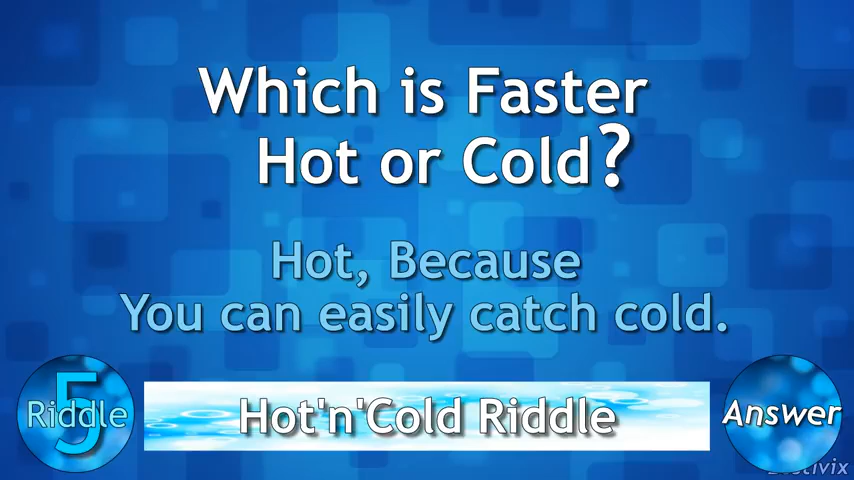 Which is Faster
Hot or Cold?
Hot, Because
You can easily catch cold.
5
Riddle
Hot'n'Cold Riddle
Answer